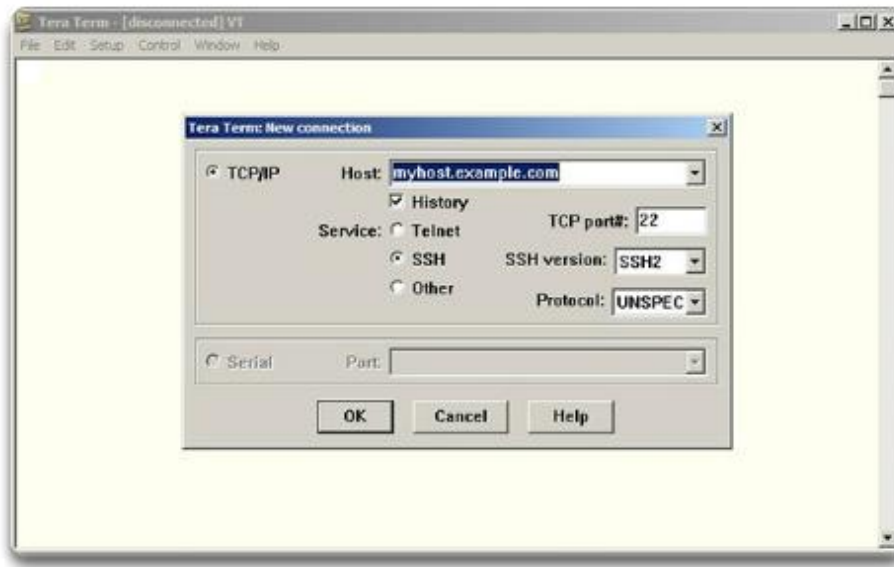 Tera Term - [disconnected] VT
File Edit Setup Control Window Help
Tera Term: New connection
TCP/IP Host: myhost.example.com
History
TCP port#: 22
Service: Telnet
SSH SSH version: SSH2
Other
Protocol: UNSPEC
Serial Port:
OK Cancel Help